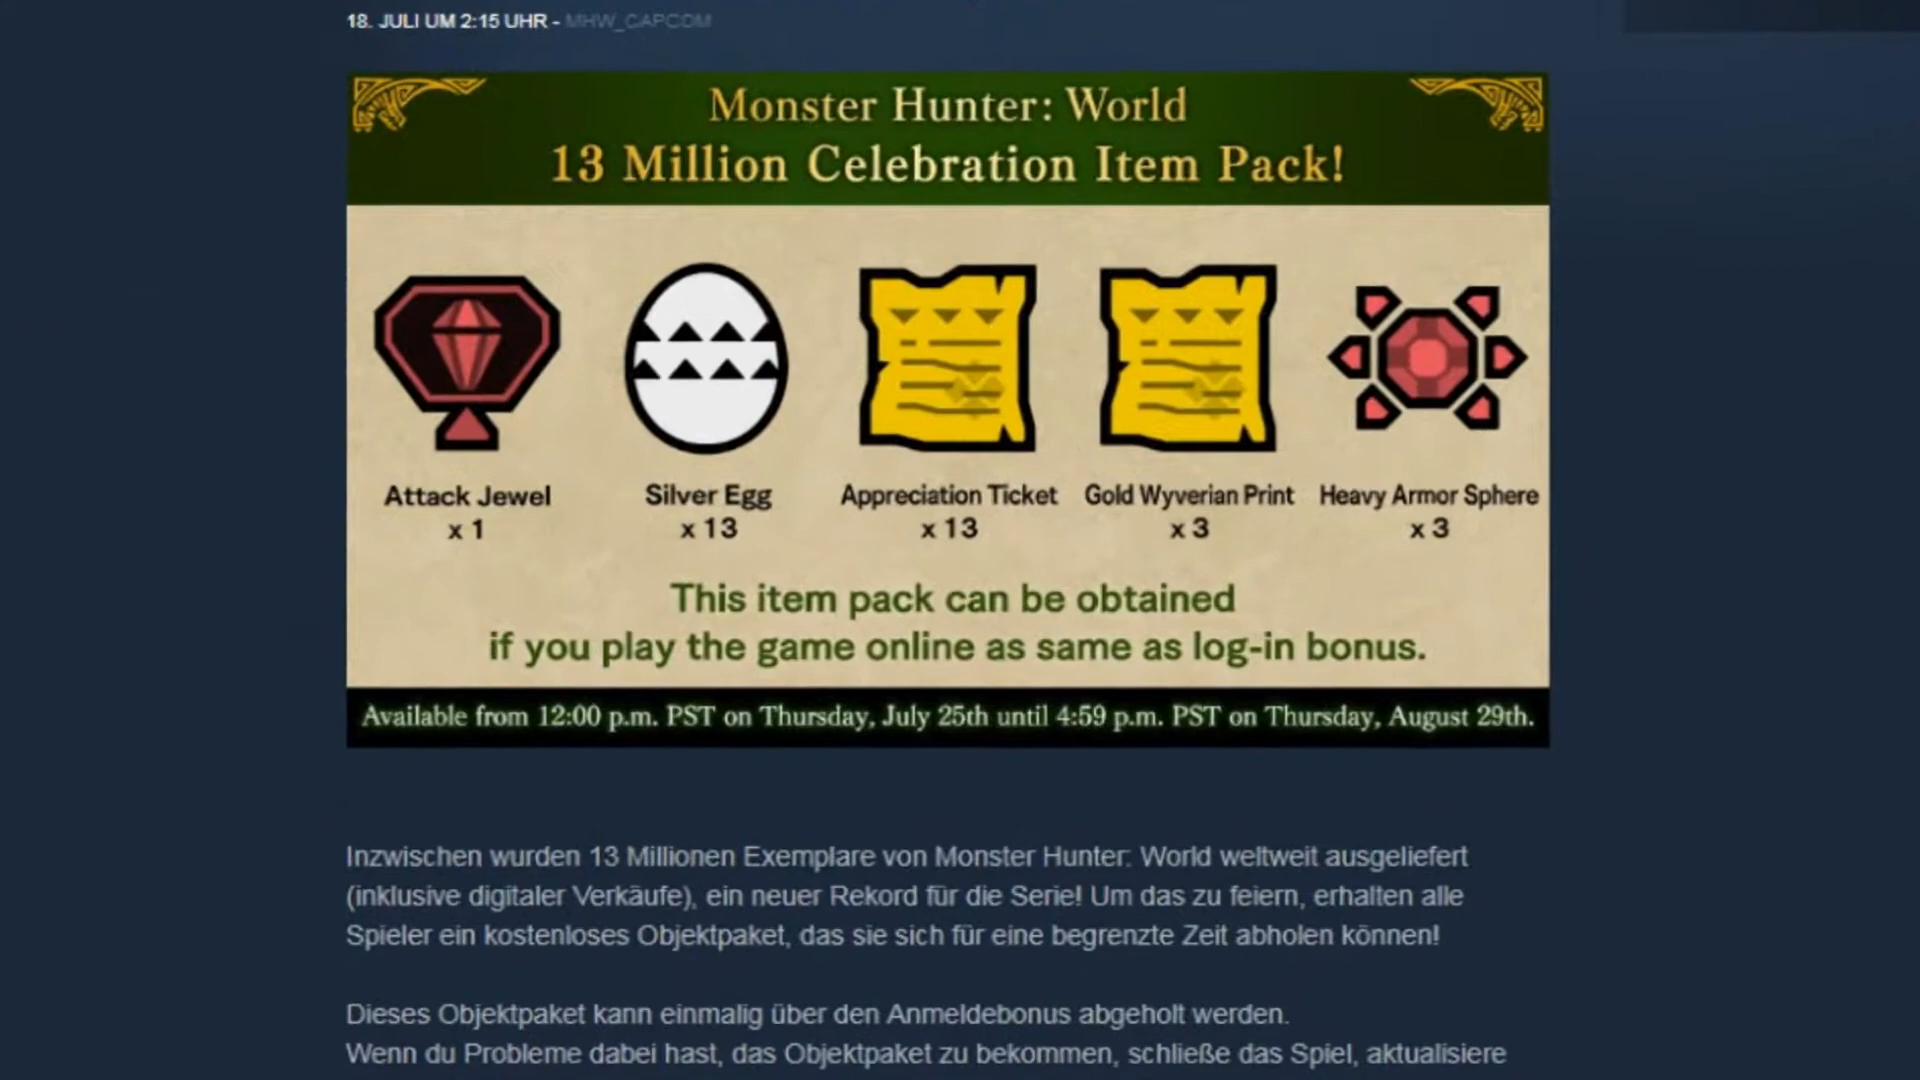 18. JULI UM 2:15 UHR - MHW_CAPCOM
Monster Hunter: World
13 Million Celebration Item Pack!
Attack Jewel
x 1
Silver Egg
x 13
Appreciation Ticket
x 13
Gold Wyverian Print
x 3
Heavy Armor Sphere
x 3
This item pack can be obtained
if you play the game online as same as log-in bonus.
Available from 12:00 p.m. PST on Thursday, July 25th until 4:59 p.m. PST on Thursday, August 29th.
Inzwischen wurden 13 Millionen Exemplare von Monster Hunter: World weltweit ausgeliefert
(inklusive digitaler Verkäufe), ein neuer Rekord für die Serie! Um das zu feiern, erhalten alle
Spieler ein kostenloses Objektpaket, das sie sich für eine begrenzte Zeit abholen können!
Dieses Objektpaket kann einmalig über den Anmeldebonus abgeholt werden.
Wenn du Probleme dabei hast, das Objektpaket zu bekommen, schließe das Spiel, aktualisiere